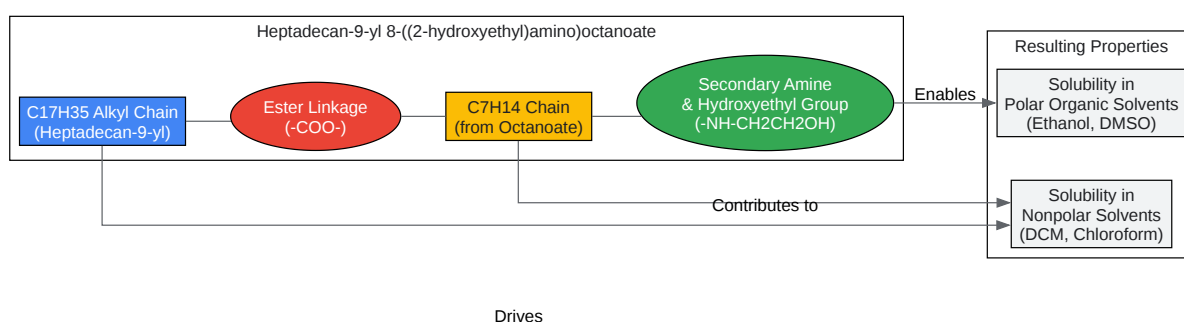 Heptadecan-9-yl 8-((2-hydroxyethyl)amino)octanoate
C17H35 Alkyl Chain
(Heptadecan-9-yl)
Ester Linkage
(-COO-)
C7H14 Chain
(from Octanoate)
Secondary Amine
& Hydroxyethyl Group
(-NH-CH2CH2OH)
Enables
Resulting Properties
Solubility in
Polar Organic Solvents
(Ethanol, DMSO)
Contributes to
Solubility in
Nonpolar Solvents
(DCM, Chloroform)
Drives